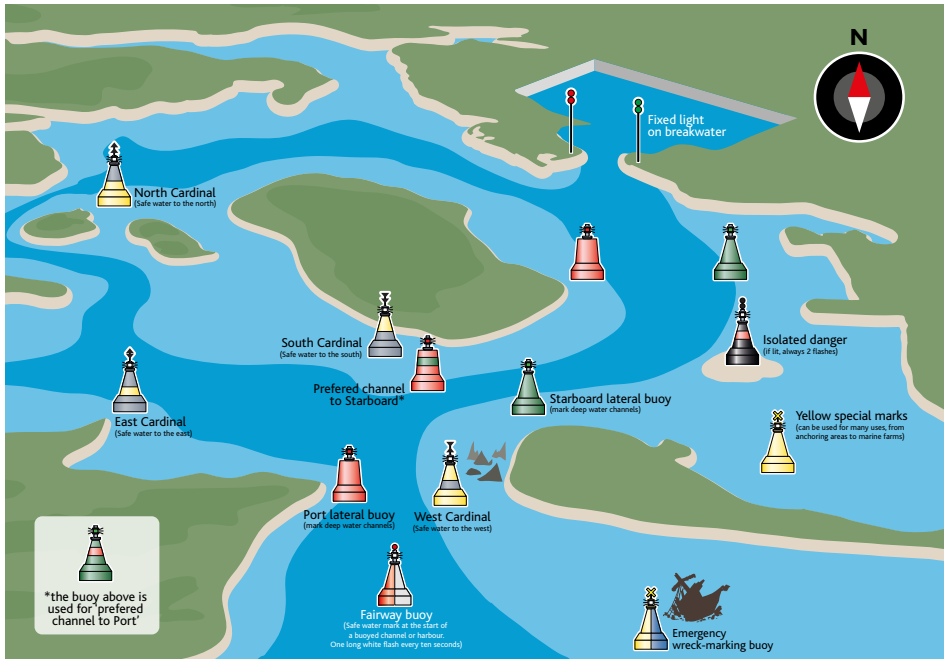 N
Fixed light
on breakwater
North Cardinal
(Safe water to the north)
South Cardinal
(Safe water to the south)
Isolated danger
(if lit, always 2 flashes)
Prefered channel
to Starboard*
Starboard lateral buoy
(mark deep water channels)
East Cardinal
(Safe water to the east)
Yellow special marks
(can be used for many uses, from
anchoring areas to marine farms)
Port lateral buoy
(mark deep water channels)
West Cardinal
(Safe water to the west)
*the buoy above is
used for ‘prefered
channel to Port’
Fairway buoy
(Safe water mark at the start of
a buoyed channel or harbour.
One long white flash every ten seconds)
Emergency
wreck-marking buoy